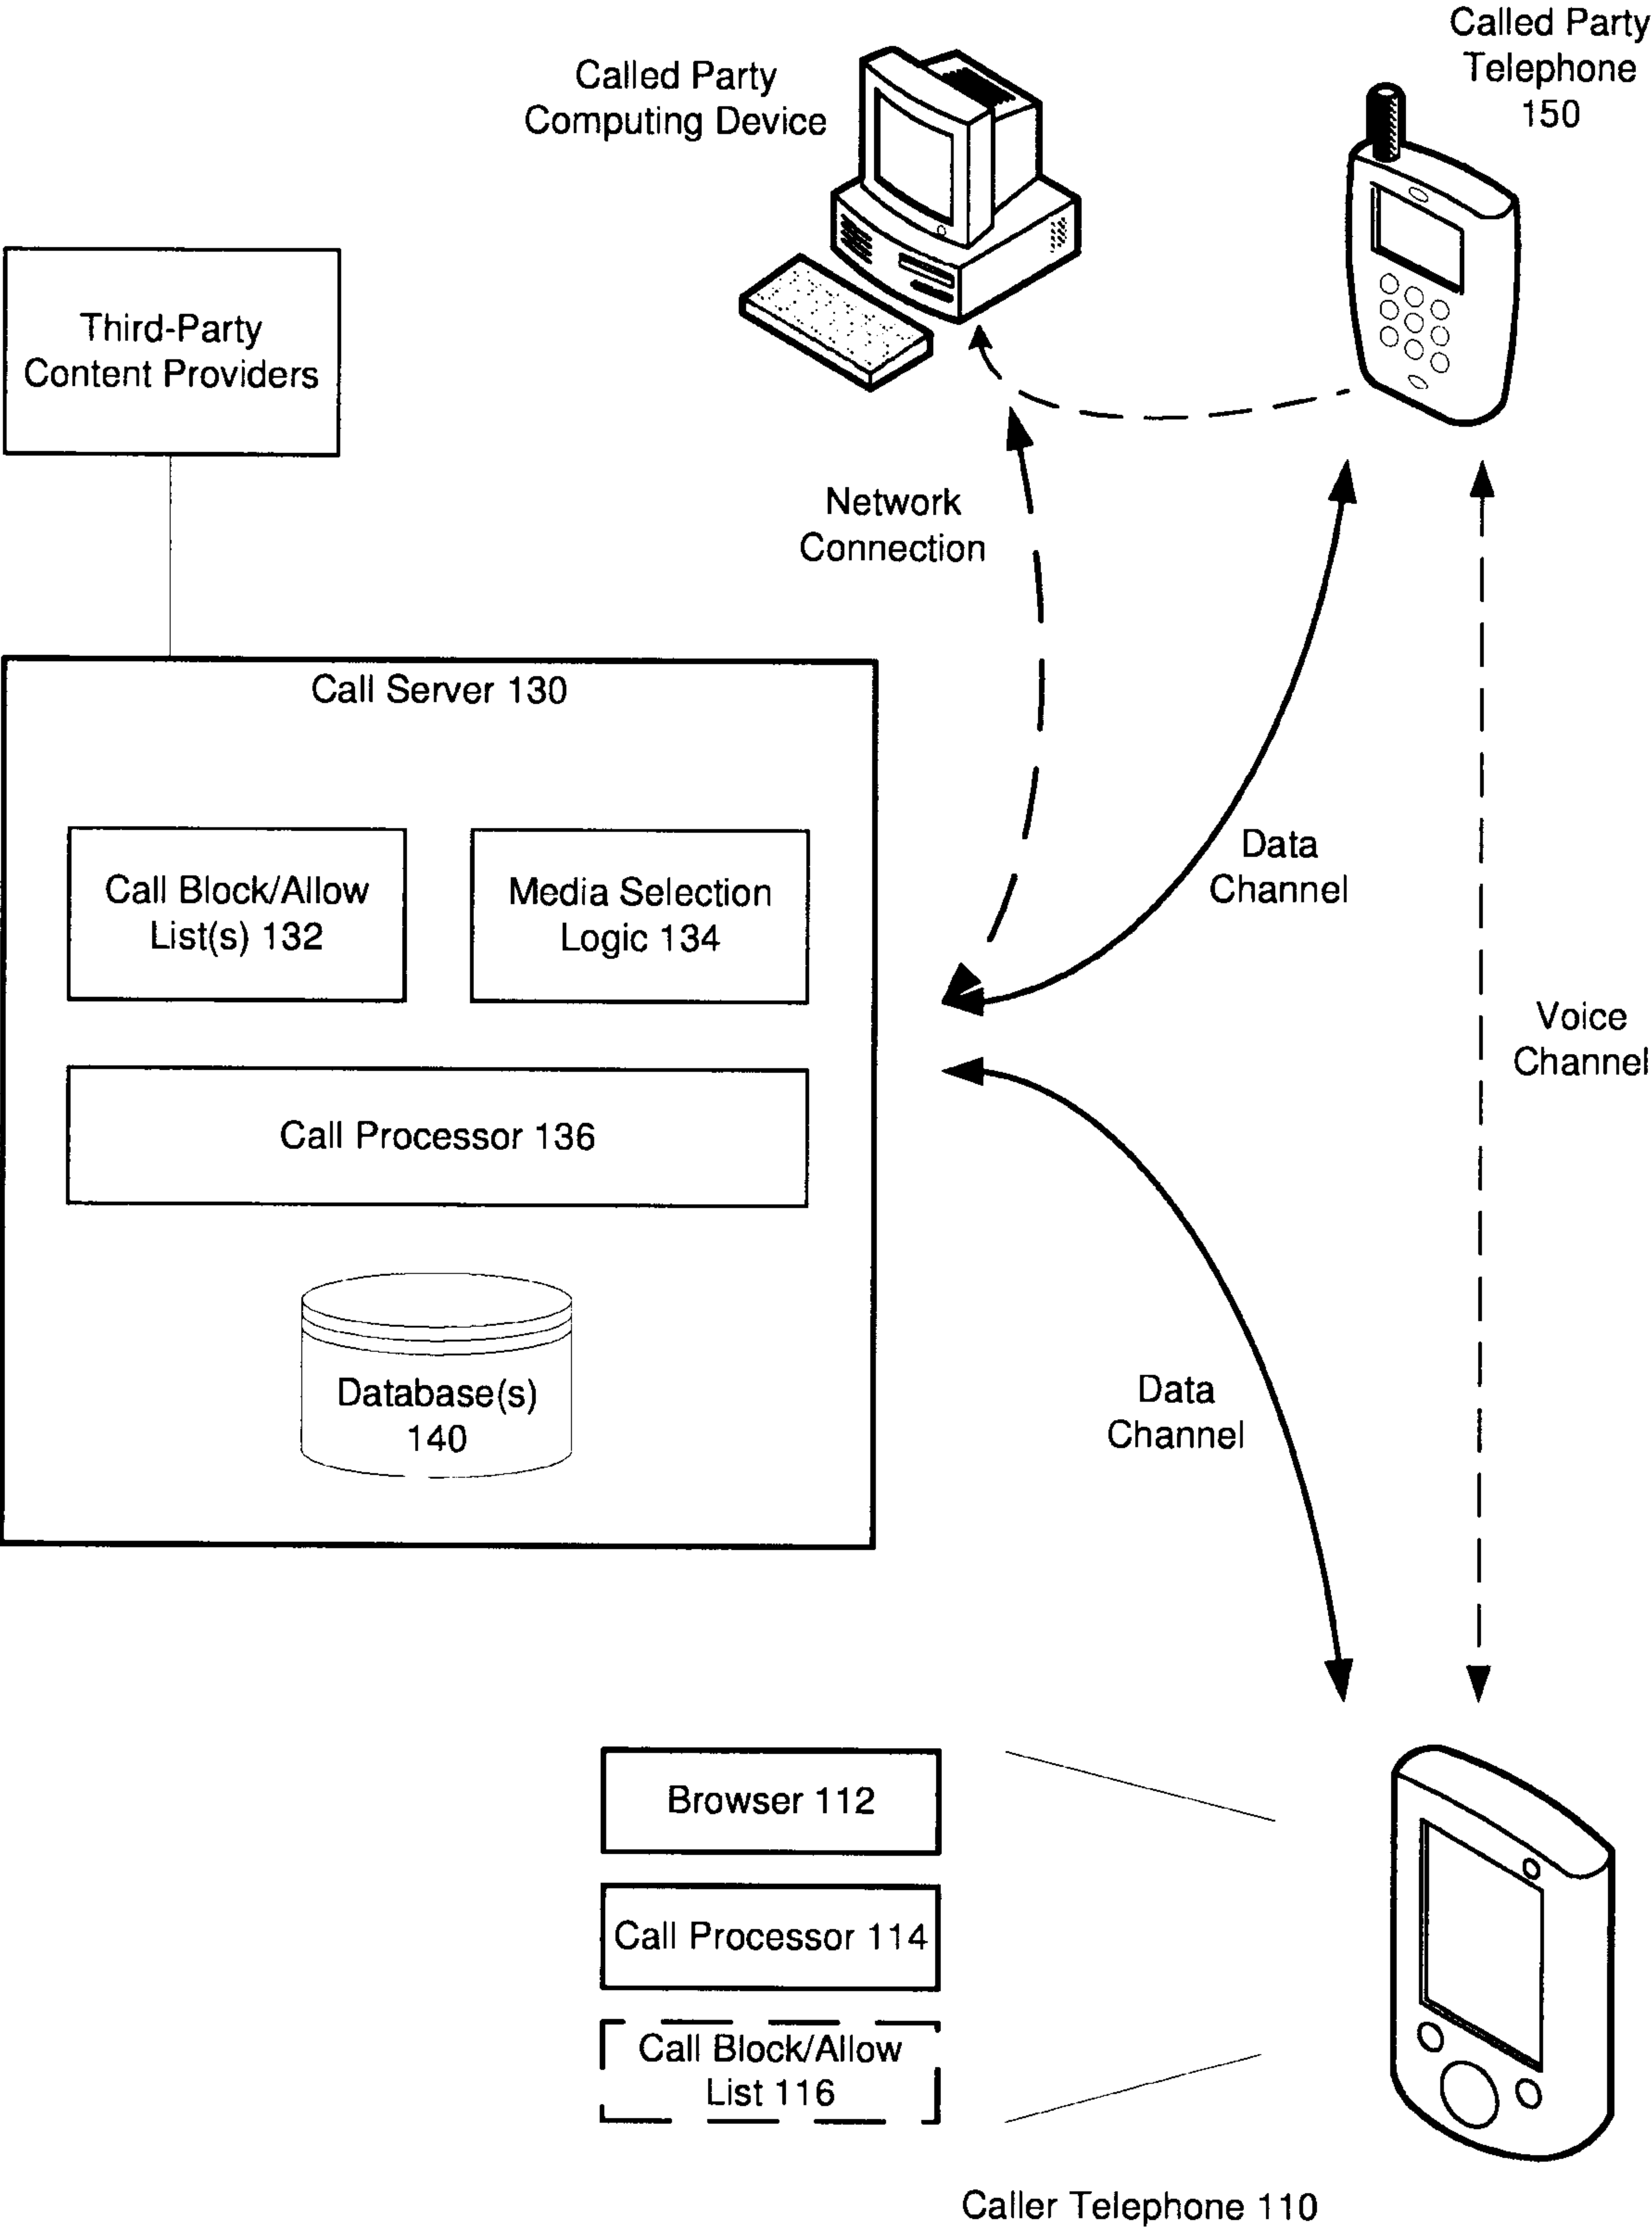 Called Party
Telephone
150
Called Party
Computing Device
Third-Party
Content Providers
Network
Connection
Call Server 130
Call Block/Allow
List(s) 132
Media Selection
Logic 134
Data
Channel
Voice
Channel
Call Processor 136
Database(s)
140
Data
Channel
Browser 112
Call Processor 114
Call Block/Allow
List 116
Caller Telephone 110